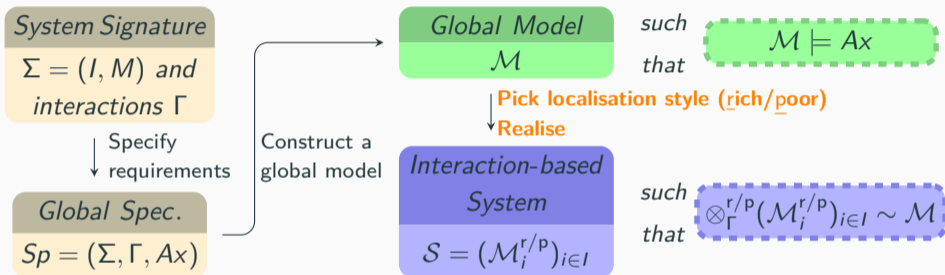 System Signature
Σ = (I, M) and
interactions Γ
Specify
requirements
Global Spec.
Sp = (Σ, Γ, Ax)
Construct a
global model
Global Model
ℳ
such
that
ℳ ⊨ Ax
Pick localisation style (rich/poor)
Realise
Interaction-based
System
𝒮 = (ℳᵢ^{r/p})_{i∈I}
such
that
⊗_Γ^{r/p}(ℳᵢ^{r/p})_{i∈I} ∼ ℳ